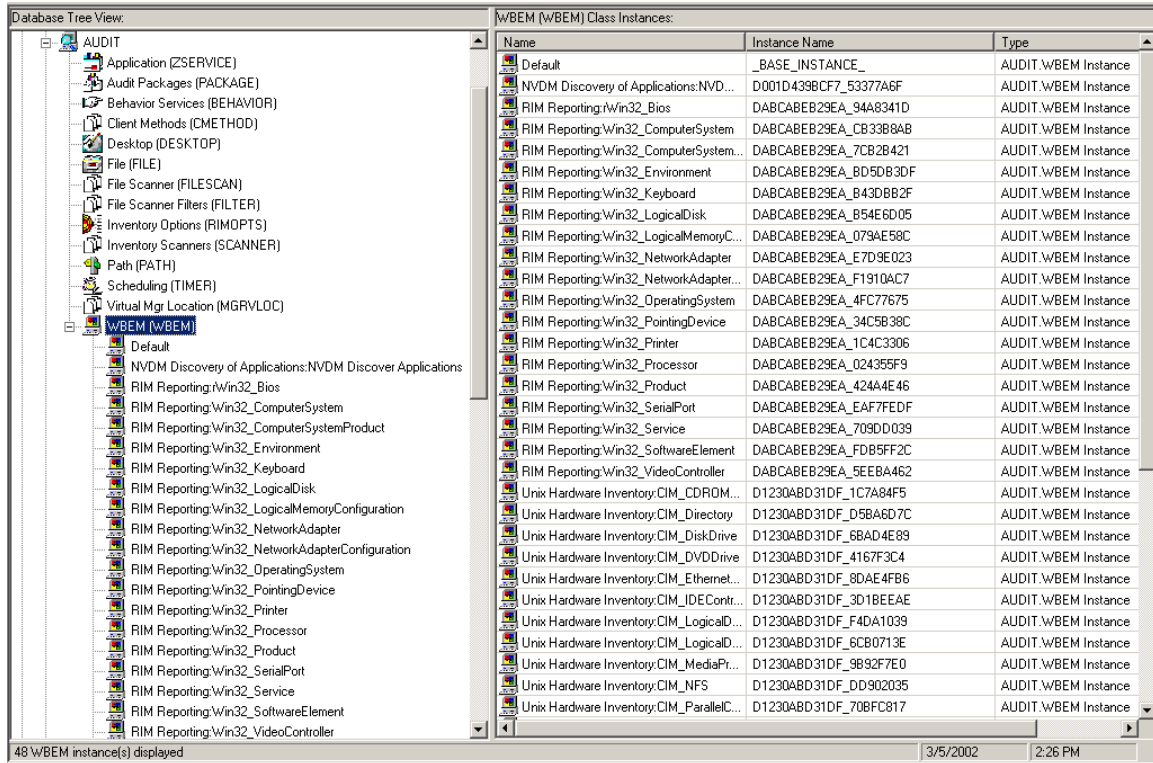 Database Tree View:
AUDIT
Application (ZSERVICE)
Audit Packages (PACKAGE)
Behavior Services (BEHAVIOR)
Client Methods (CMETHOD)
Desktop (DESKTOP)
File (FILE)
File Scanner (FILESCAN)
File Scanner Filters (FILTER)
Inventory Options (RIMOPTS)
Inventory Scanners (SCANNER)
Path (PATH)
Scheduling (TIMER)
Virtual Mgr Location (MGRVLOC)
WBEM (WBEM)
Default
NVDM Discovery of Applications:NVDM Discover Applications
RIM Reporting:rWin32_Bios
RIM Reporting:Win32_ComputerSystem
RIM Reporting:Win32_ComputerSystemProduct
RIM Reporting:Win32_Environment
RIM Reporting:Win32_Keyboard
RIM Reporting:Win32_LogicalDisk
RIM Reporting:Win32_LogicalMemoryConfiguration
RIM Reporting:Win32_NetworkAdapter
RIM Reporting:Win32_NetworkAdapterConfiguration
RIM Reporting:Win32_OperatingSystem
RIM Reporting:Win32_PointingDevice
RIM Reporting:Win32_Printer
RIM Reporting:Win32_Processor
RIM Reporting:Win32_Product
RIM Reporting:Win32_SerialPort
RIM Reporting:Win32_Service
RIM Reporting:Win32_SoftwareElement
RIM Reporting:Win32_VideoController
WBEM (WBEM) Class Instances:
Name Instance Name Type
Default _BASE_INSTANCE_ AUDIT.WBEM Instance
NVDM Discovery of Applications:NVD... D001D439BCF7_53377A6F AUDIT.WBEM Instance
RIM Reporting:rWin32_Bios DABCABEB29EA_94A8341D AUDIT.WBEM Instance
RIM Reporting:Win32_ComputerSystem DABCABEB29EA_CB33B8AB AUDIT.WBEM Instance
RIM Reporting:Win32_ComputerSystem... DABCABEB29EA_7CB2B421 AUDIT.WBEM Instance
RIM Reporting:Win32_Environment DABCABEB29EA_BD5DB3DF AUDIT.WBEM Instance
RIM Reporting:Win32_Keyboard DABCABEB29EA_B43DBB2F AUDIT.WBEM Instance
RIM Reporting:Win32_LogicalDisk DABCABEB29EA_B54E6D05 AUDIT.WBEM Instance
RIM Reporting:Win32_LogicalMemoryC... DABCABEB29EA_079AE58C AUDIT.WBEM Instance
RIM Reporting:Win32_NetworkAdapter DABCABEB29EA_E7D9E023 AUDIT.WBEM Instance
RIM Reporting:Win32_NetworkAdapter... DABCABEB29EA_F1910AC7 AUDIT.WBEM Instance
RIM Reporting:Win32_OperatingSystem DABCABEB29EA_4FC77675 AUDIT.WBEM Instance
RIM Reporting:Win32_PointingDevice DABCABEB29EA_34C5B38C AUDIT.WBEM Instance
RIM Reporting:Win32_Printer DABCABEB29EA_1C4C3306 AUDIT.WBEM Instance
RIM Reporting:Win32_Processor DABCABEB29EA_024355F9 AUDIT.WBEM Instance
RIM Reporting:Win32_Product DABCABEB29EA_424A4E46 AUDIT.WBEM Instance
RIM Reporting:Win32_SerialPort DABCABEB29EA_EAF7FEDF AUDIT.WBEM Instance
RIM Reporting:Win32_Service DABCABEB29EA_709DD039 AUDIT.WBEM Instance
RIM Reporting:Win32_SoftwareElement DABCABEB29EA_FDB5FF2C AUDIT.WBEM Instance
RIM Reporting:Win32_VideoController DABCABEB29EA_5EEBA462 AUDIT.WBEM Instance
Unix Hardware Inventory:CIM_CDROM... D1230ABD31DF_1C7A84F5 AUDIT.WBEM Instance
Unix Hardware Inventory:CIM_Directory D1230ABD31DF_D5BA6D7C AUDIT.WBEM Instance
Unix Hardware Inventory:CIM_DiskDrive D1230ABD31DF_6BAD4E89 AUDIT.WBEM Instance
Unix Hardware Inventory:CIM_DVDDrive D1230ABD31DF_4167F3C4 AUDIT.WBEM Instance
Unix Hardware Inventory:CIM_Ethernet... D1230ABD31DF_8DAE4FB6 AUDIT.WBEM Instance
Unix Hardware Inventory:CIM_IDEContr... D1230ABD31DF_3D1BEEAE AUDIT.WBEM Instance
Unix Hardware Inventory:CIM_LogicalD... D1230ABD31DF_F4DA1039 AUDIT.WBEM Instance
Unix Hardware Inventory:CIM_LogicalD... D1230ABD31DF_6CB0713E AUDIT.WBEM Instance
Unix Hardware Inventory:CIM_MediaPr... D1230ABD31DF_9B92F7E0 AUDIT.WBEM Instance
Unix Hardware Inventory:CIM_NFS D1230ABD31DF_DD902035 AUDIT.WBEM Instance
Unix Hardware Inventory:CIM_ParallelC... D1230ABD31DF_70BFC817 AUDIT.WBEM Instance
48 WBEM instance(s) displayed 3/5/2002 2:26 PM